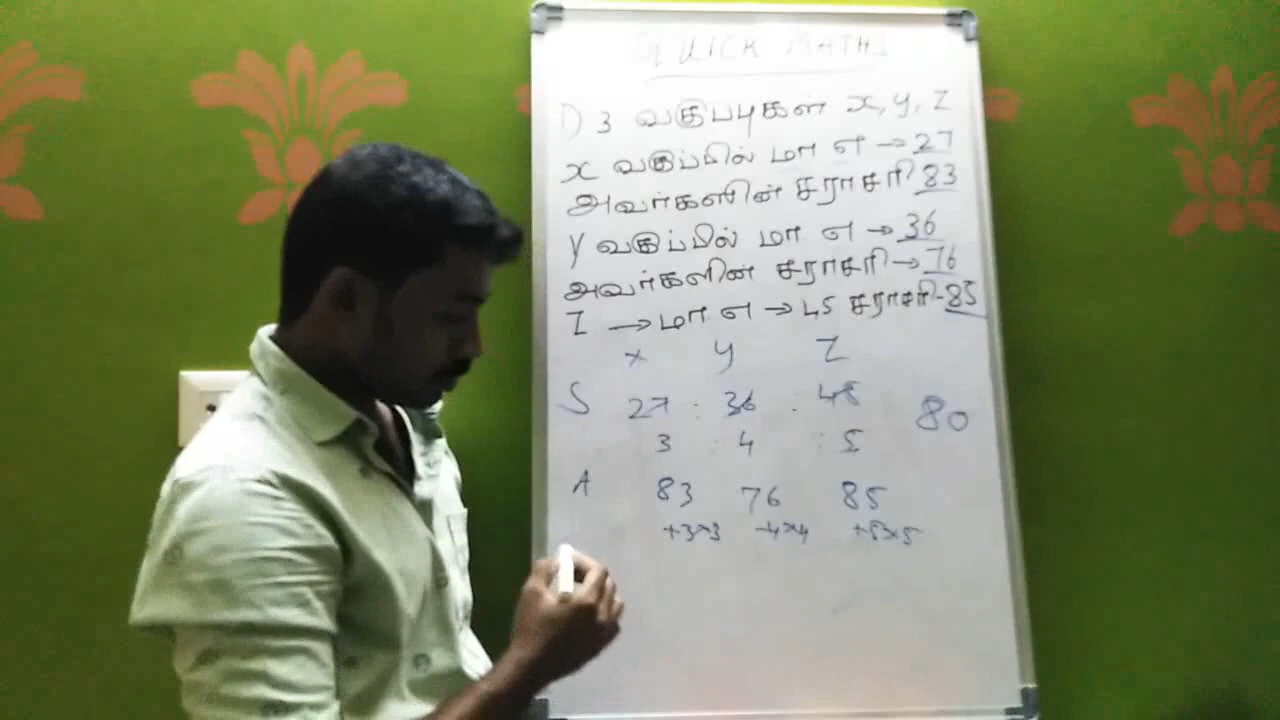 QUICK MATHS
1) 3 வகுப்புகள் x, y, z
x வகுப்பில் மா எ → 27
அவர்களின் சராசரி 83
y வகுப்பில் மா எ → 36
அவர்களின் சராசரி → 76
Z → மா எ → 45 சராசரி - 85
x y z
S 27 : 36 : 45 80
3 : 4 : 5
A 83 76 85
+3×3 -4×4 +5×5